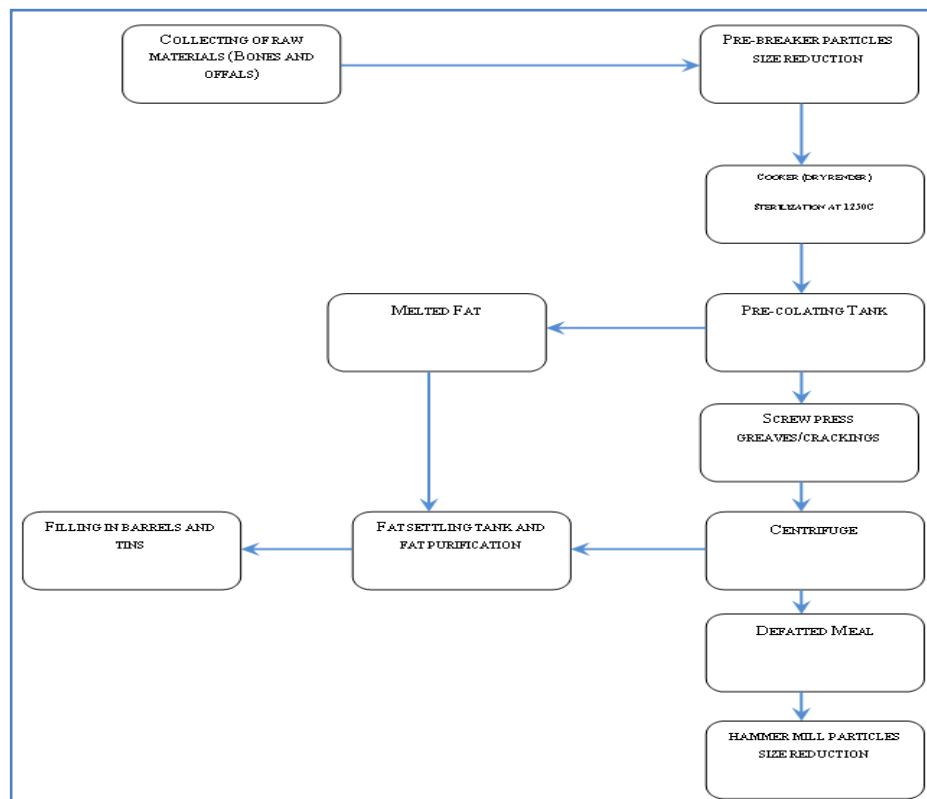 COLLECTING OF RAW
MATERIALS (BONES AND
OFFALS)
PRE-BREAKER PARTICLES
SIZE REDUCTION
COOKER (DRY RENDER)
STERILIZATION AT 1250C
MELTED FAT
PRE-COLATING TANK
SCREW PRESS
GREAVES/CRACKINGS
FILLING IN BARRELS AND
TINS
FAT SETTLING TANK AND
FAT PURIFICATION
CENTRIFUGE
DEFATTED MEAL
HAMMER MILL PARTICLES
SIZE REDUCTION